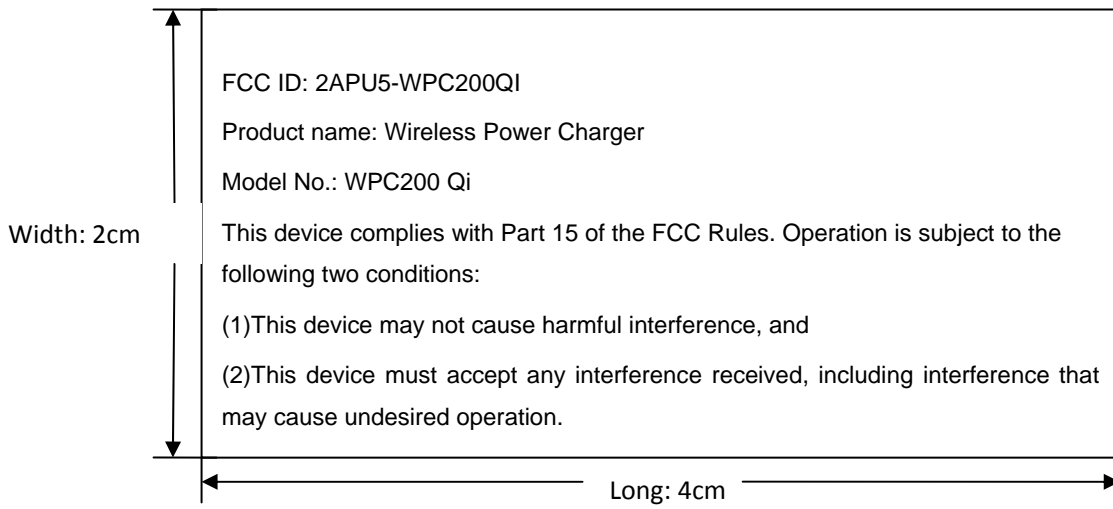 FCC ID: 2APU5-WPC200QI
Product name: Wireless Power Charger
Model No.: WPC200 Qi
Width: 2cm
This device complies with Part 15 of the FCC Rules. Operation is subject to the
following two conditions:
(1)This device may not cause harmful interference, and
(2)This device must accept any interference received, including interference that
may cause undesired operation.
Long: 4cm